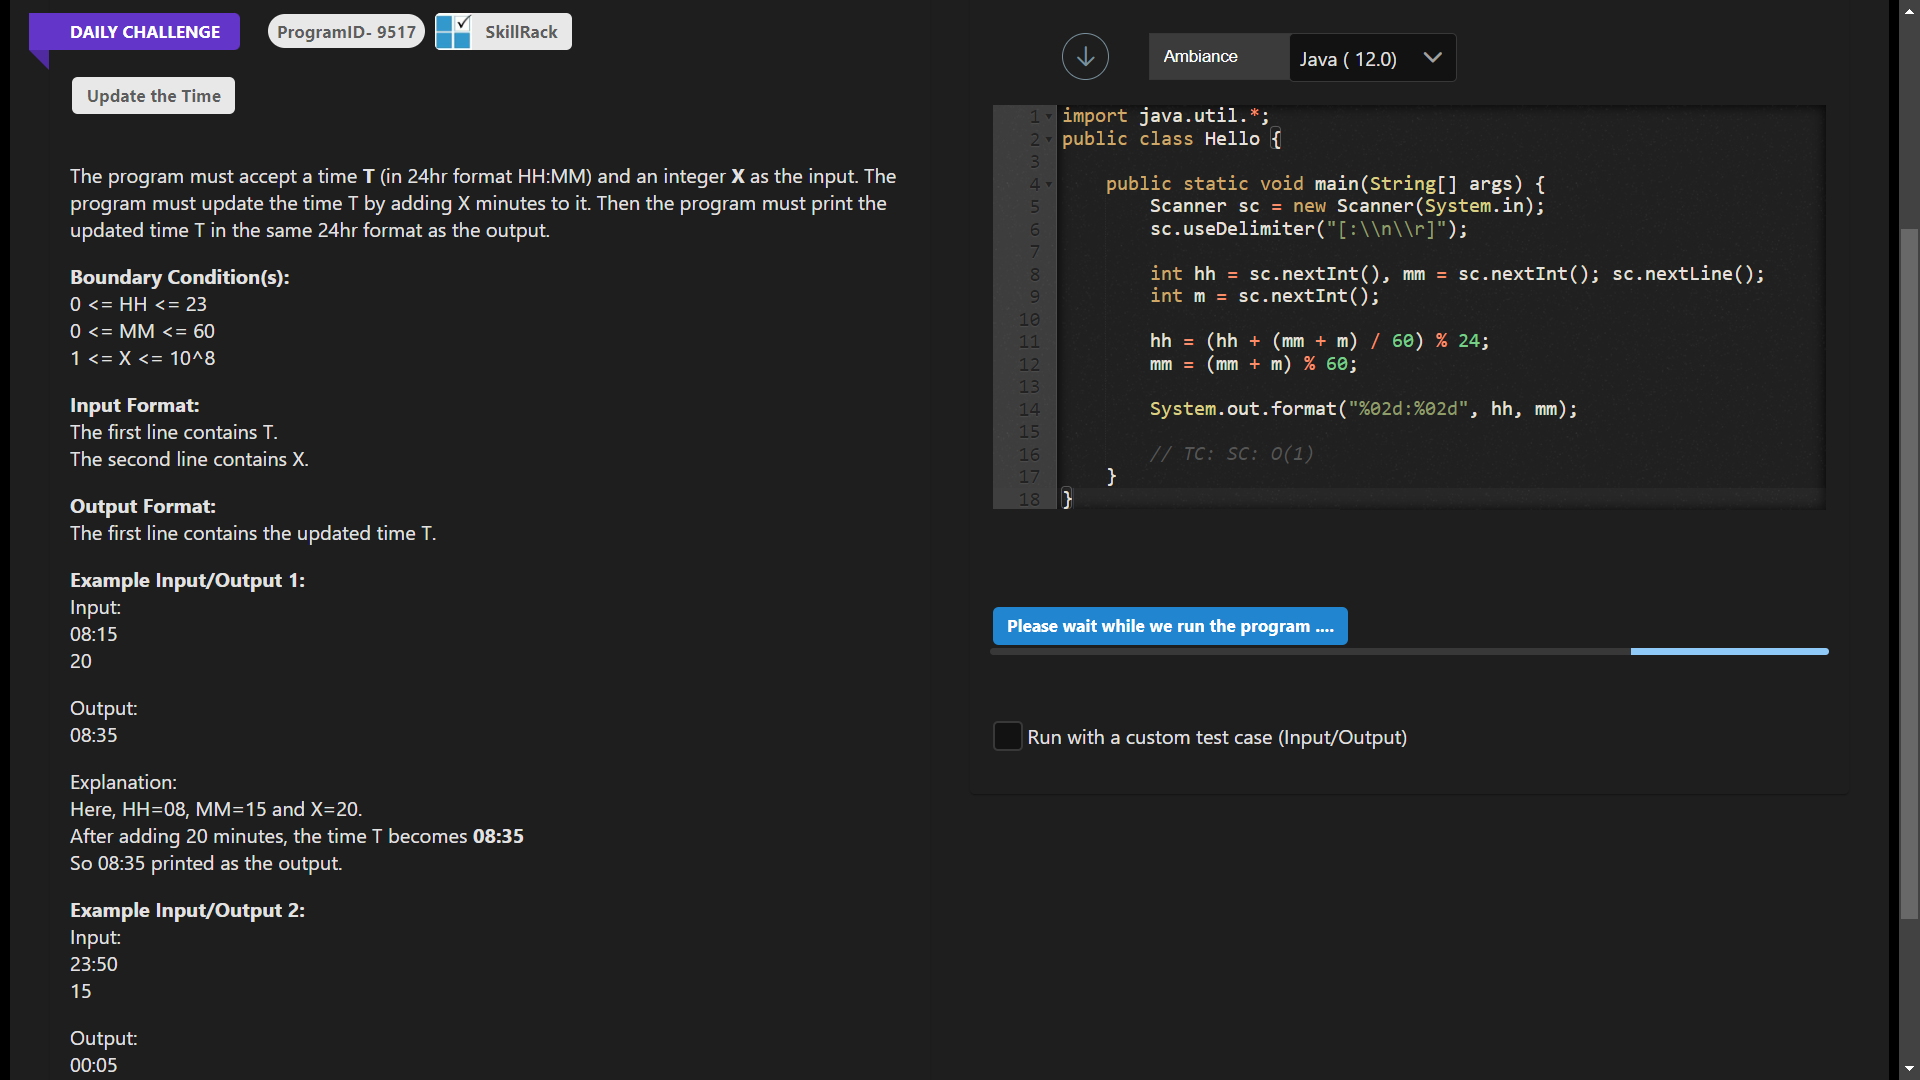 DAILY CHALLENGE
ProgramID- 9517
SkillRack
Update the Time
The program must accept a time T (in 24hr format HH:MM) and an integer X as the input. The
program must update the time T by adding X minutes to it. Then the program must print the
updated time T in the same 24hr format as the output.
Boundary Condition(s):
0 <= HH <= 23
0 <= MM <= 60
1 <= X <= 10^8
Input Format:
The first line contains T.
The second line contains X.
Output Format:
The first line contains the updated time T.
Example Input/Output 1:
Input:
08:15
20
Output:
08:35
Explanation:
Here, HH=08, MM=15 and X=20.
After adding 20 minutes, the time T becomes 08:35
So 08:35 printed as the output.
Example Input/Output 2:
Input:
23:50
15
Output:
00:05
Ambiance
Java ( 12.0)
1 import java.util.*;
2 public class Hello {
3
4 public static void main(String[] args) {
5 Scanner sc = new Scanner(System.in);
6 sc.useDelimiter("[:\\n\\r]");
7
8 int hh = sc.nextInt(), mm = sc.nextInt(); sc.nextLine();
9 int m = sc.nextInt();
10
11 hh = (hh + (mm + m) / 60) % 24;
12 mm = (mm + m) % 60;
13
14 System.out.format("%02d:%02d", hh, mm);
15
16 // TC: SC: O(1)
17 }
18 }
Please wait while we run the program ....
Run with a custom test case (Input/Output)